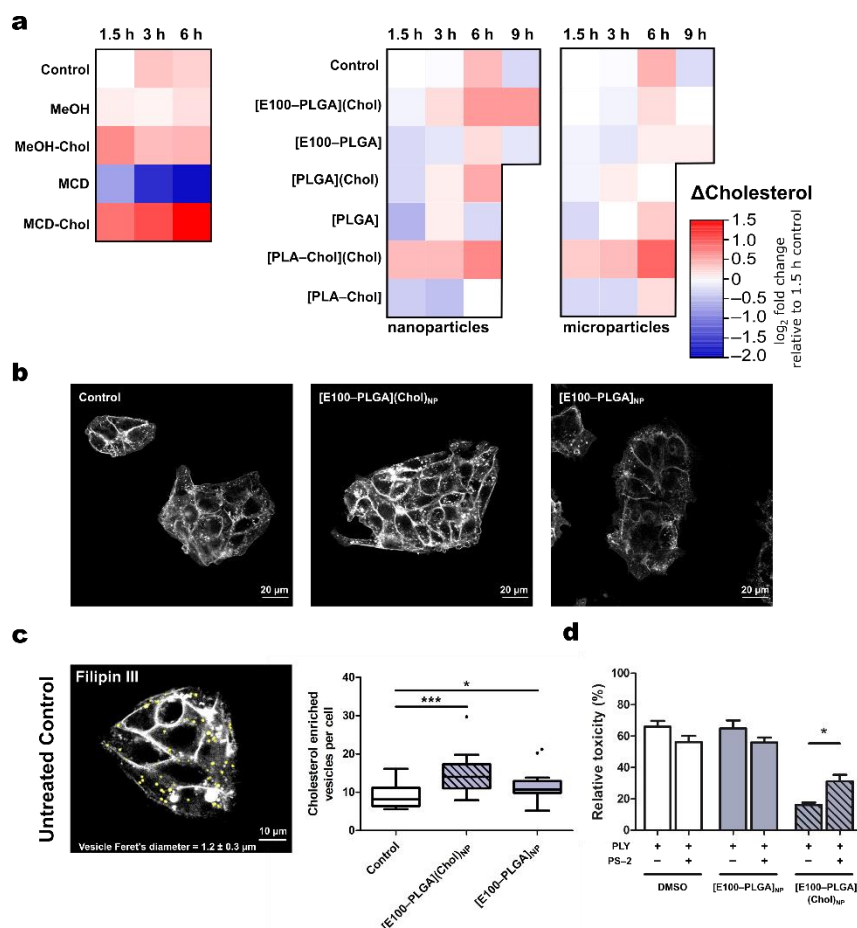 a
1.5 h 3 h 6 h
Control
MeOH
MeOH-Chol
MCD
MCD-Chol
1.5 h 3 h 6 h 9 h 1.5 h 3 h 6 h 9 h
Control
[E100–PLGA](Chol)
[E100–PLGA]
[PLGA](Chol)
[PLGA]
[PLA–Chol](Chol)
[PLA–Chol]
nanoparticles microparticles
ΔCholesterol
1.5
1.0
0.5
0
−0.5
−1.0
−1.5
−2.0
log₂ fold change
relative to 1.5 h control
b
Control
20 µm
[E100–PLGA](Chol)NP
20 µm
[E100–PLGA]NP
20 µm
c
Untreated Control
Filipin III
10 µm
Vesicle Feret's diameter = 1.2 ± 0.3 µm
Cholesterol enriched
vesicles per cell
40
30
20
10
0
*
***
Control
[E100–PLGA](Chol)NP
[E100–PLGA]NP
d
Relative toxicity (%)
100
80
60
40
20
0
*
PLY + + + + + +
PS–2 − + − + − +
DMSO [E100–PLGA]NP [E100–PLGA]
(Chol)NP